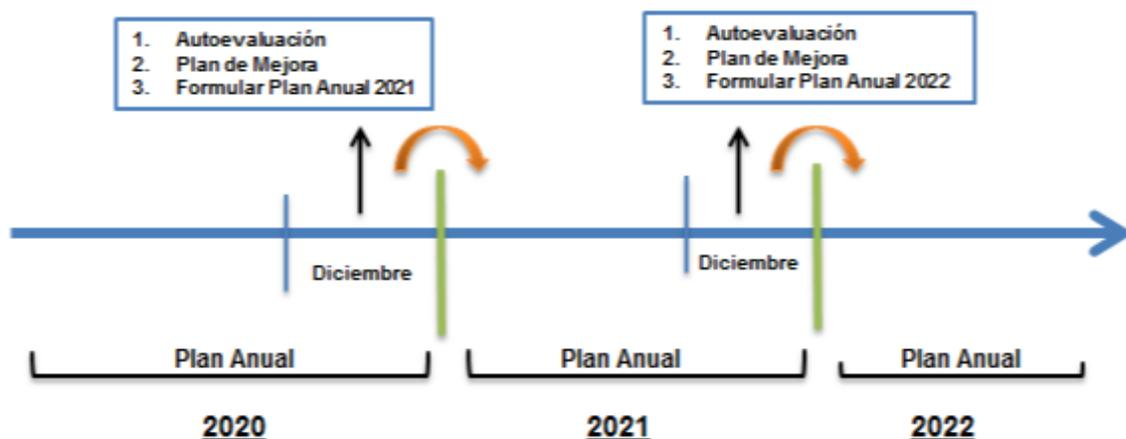 1. Autoevaluación
2. Plan de Mejora
3. Formular Plan Anual 2021
1. Autoevaluación
2. Plan de Mejora
3. Formular Plan Anual 2022
Diciembre
Diciembre
Plan Anual
Plan Anual
Plan Anual
2020
2021
2022